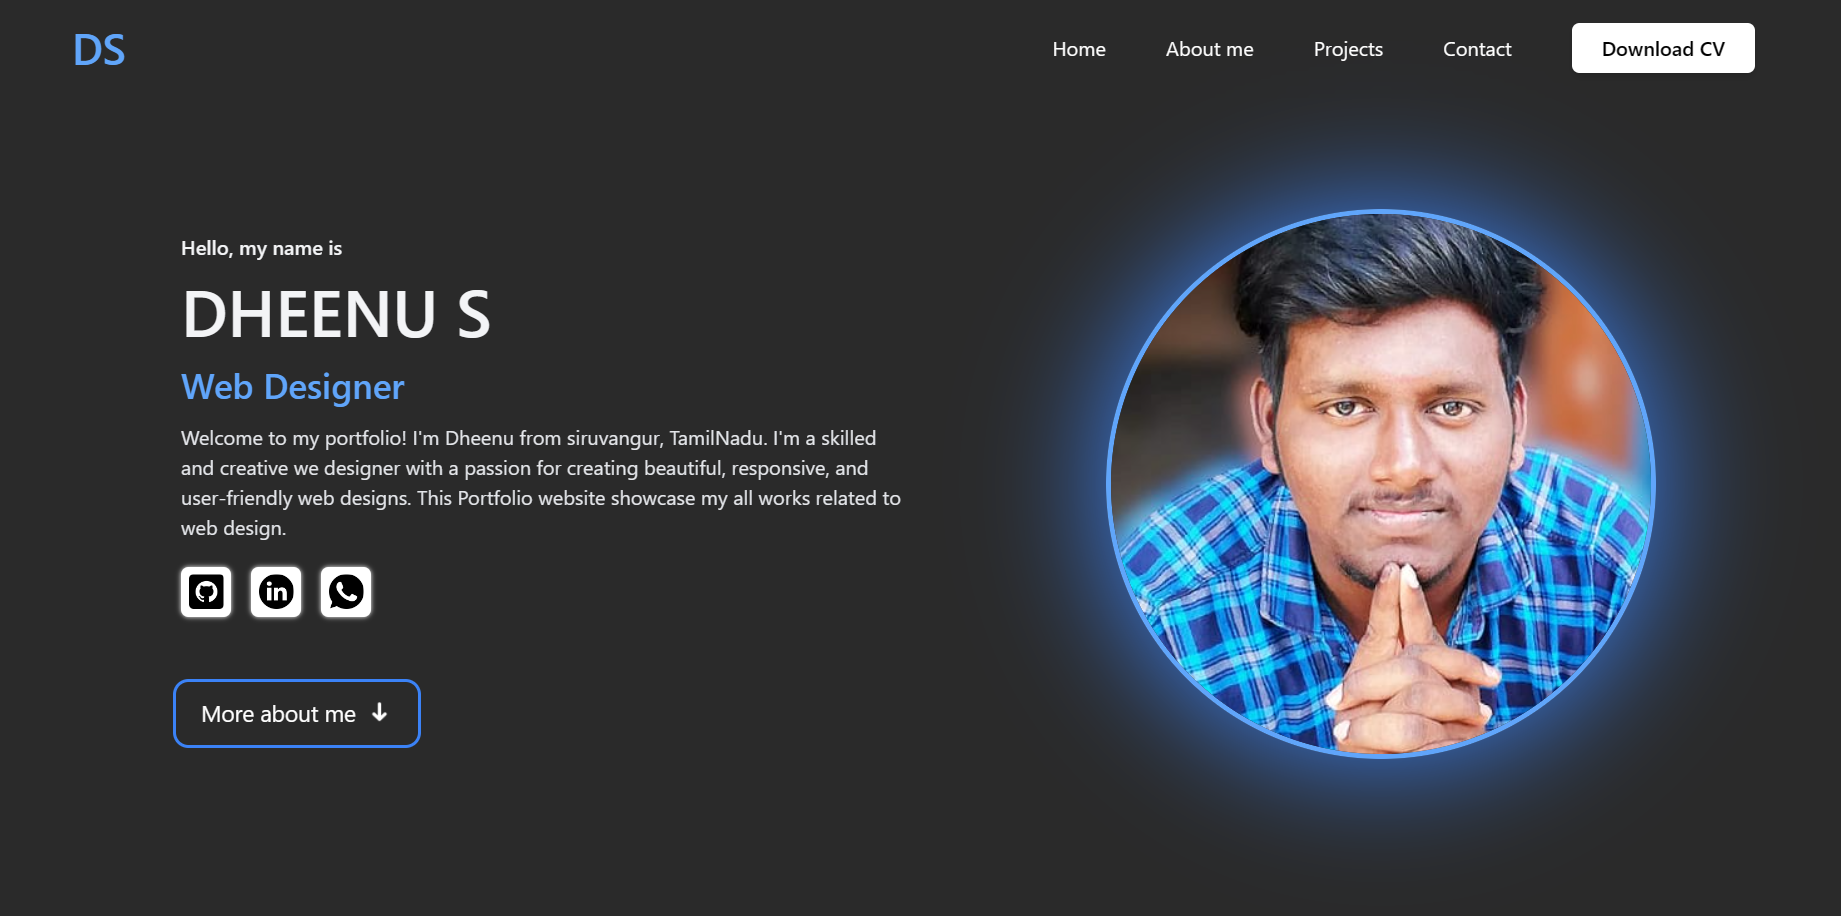 DS
Home
About me
Projects
Contact
Download CV
Hello, my name is
DHEENU S
Web Designer
Welcome to my portfolio! I'm Dheenu from siruvangur, TamilNadu. I'm a skilled
and creative we designer with a passion for creating beautiful, responsive, and
user-friendly web designs. This Portfolio website showcase my all works related to
web design.
in
More about me